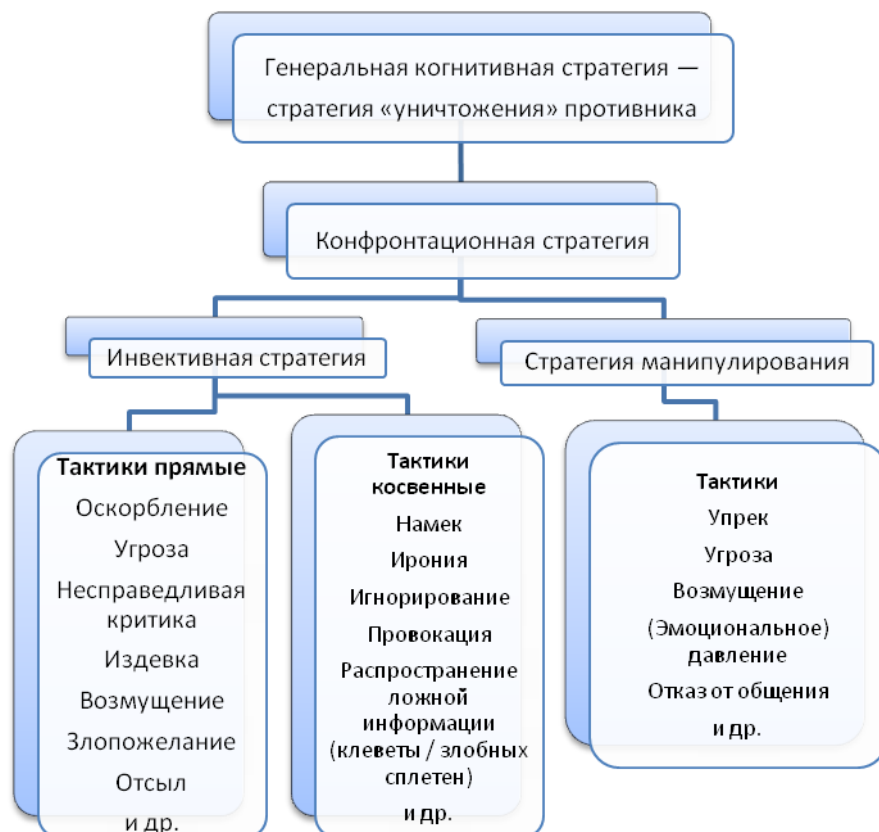 Генеральная когнитивная стратегия —
стратегия «уничтожения» противника
Конфронтационная стратегия
Инвективная стратегия
Стратегия манипулирования
Тактики прямые
Оскорбление
Угроза
Несправедливая
критика
Издевка
Возмущение
Злопожелание
Отсыл
и др.
Тактики
косвенные
Намек
Ирония
Игнорирование
Провокация
Распространение
ложной
информации
(клеветы / злобных
сплетен)
и др.
Тактики
Упрек
Угроза
Возмущение
(Эмоциональное)
давление
Отказ от общения
и др.